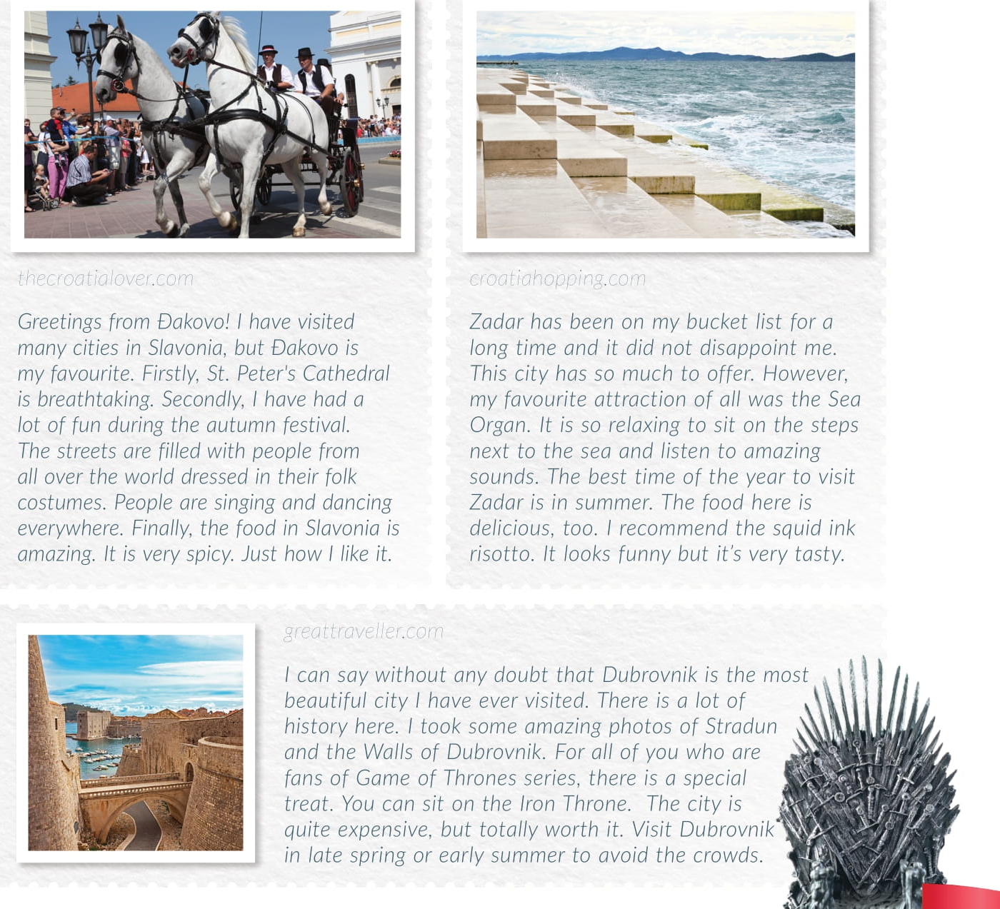 thecroatialover.com
Greetings from Đakovo! I have visited
many cities in Slavonia, but Đakovo is
my favourite. Firstly, St. Peter's Cathedral
is breathtaking. Secondly, I have had a
lot of fun during the autumn festival.
The streets are filled with people from
all over the world dressed in their folk
costumes. People are singing and dancing
everywhere. Finally, the food in Slavonia is
amazing. It is very spicy. Just how I like it.
croatiahopping.com
Zadar has been on my bucket list for a
long time and it did not disappoint me.
This city has so much to offer. However,
my favourite attraction of all was the Sea
Organ. It is so relaxing to sit on the steps
next to the sea and listen to amazing
sounds. The best time of the year to visit
Zadar is in summer. The food here is
delicious, too. I recommend the squid ink
risotto. It looks funny but it’s very tasty.
greattraveller.com
I can say without any doubt that Dubrovnik is the most
beautiful city I have ever visited. There is a lot of
history here. I took some amazing photos of Stradun
and the Walls of Dubrovnik. For all of you who are
fans of Game of Thrones series, there is a special
treat. You can sit on the Iron Throne.  The city is
quite expensive, but totally worth it. Visit Dubrovnik
in late spring or early summer to avoid the crowds.